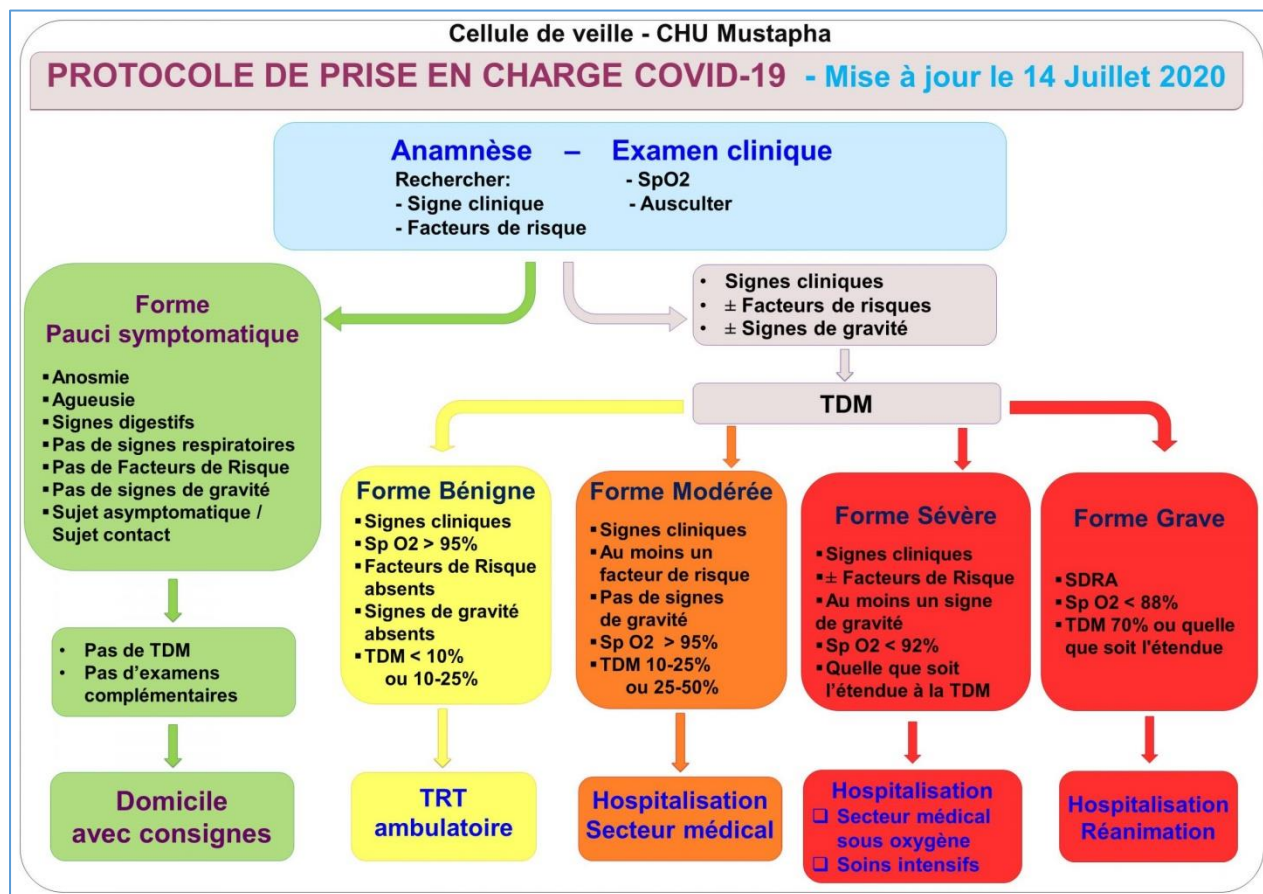 Cellule de veille - CHU Mustapha
PROTOCOLE DE PRISE EN CHARGE COVID-19 - Mise à jour le 14 Juillet 2020
Anamnèse – Examen clinique
Rechercher:
- Signe clinique
- Facteurs de risque
- SpO2
- Ausculter
Forme
Pauci symptomatique
▪ Anosmie
▪ Agueusie
▪ Signes digestifs
▪ Pas de signes respiratoires
▪ Pas de Facteurs de Risque
▪ Pas de signes de gravité
▪ Sujet asymptomatique /
Sujet contact
• Pas de TDM
• Pas d'examens
complémentaires
Domicile
avec consignes
• Signes cliniques
• ± Facteurs de risques
• ± Signes de gravité
TDM
Forme Bénigne
▪ Signes cliniques
▪ Sp O2 > 95%
▪ Facteurs de Risque
absents
▪ Signes de gravité
absents
▪ TDM < 10%
ou 10-25%
TRT
ambulatoire
Forme Modérée
▪ Signes cliniques
▪ Au moins un
facteur de risque
▪ Pas de signes
de gravité
▪ Sp O2 > 95%
▪ TDM 10-25%
ou 25-50%
Hospitalisation
Secteur médical
Forme Sévère
▪ Signes cliniques
▪ ± Facteurs de Risque
▪ Au moins un signe
de gravité
▪ Sp O2 < 92%
▪ Quelle que soit
l'étendue à la TDM
Hospitalisation
❑ Secteur médical
sous oxygène
❑ Soins intensifs
Forme Grave
▪ SDRA
▪ Sp O2 < 88%
▪ TDM 70% ou quelle
que soit l'étendue
Hospitalisation
Réanimation